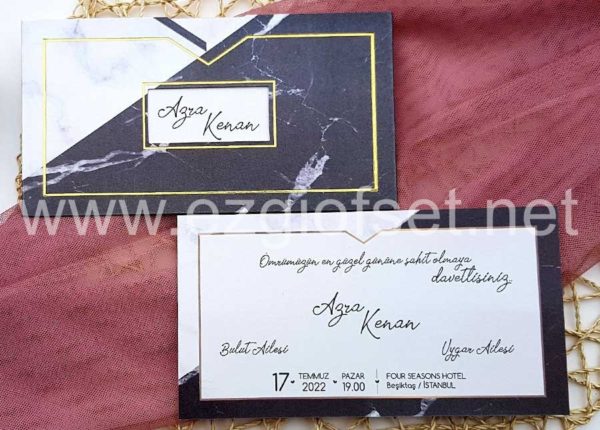 Azra
Kenan
www.ozgiofset.net
Ömrümüzün en güzel gününe şahit olmaya
davetlisiniz.
Azra
Kenan
Bulut Ailesi
Uygar Ailesi
17 TEMMUZ 2022 PAZAR 19.00
FOUR SEASONS HOTEL
Beşiktaş / İSTANBUL